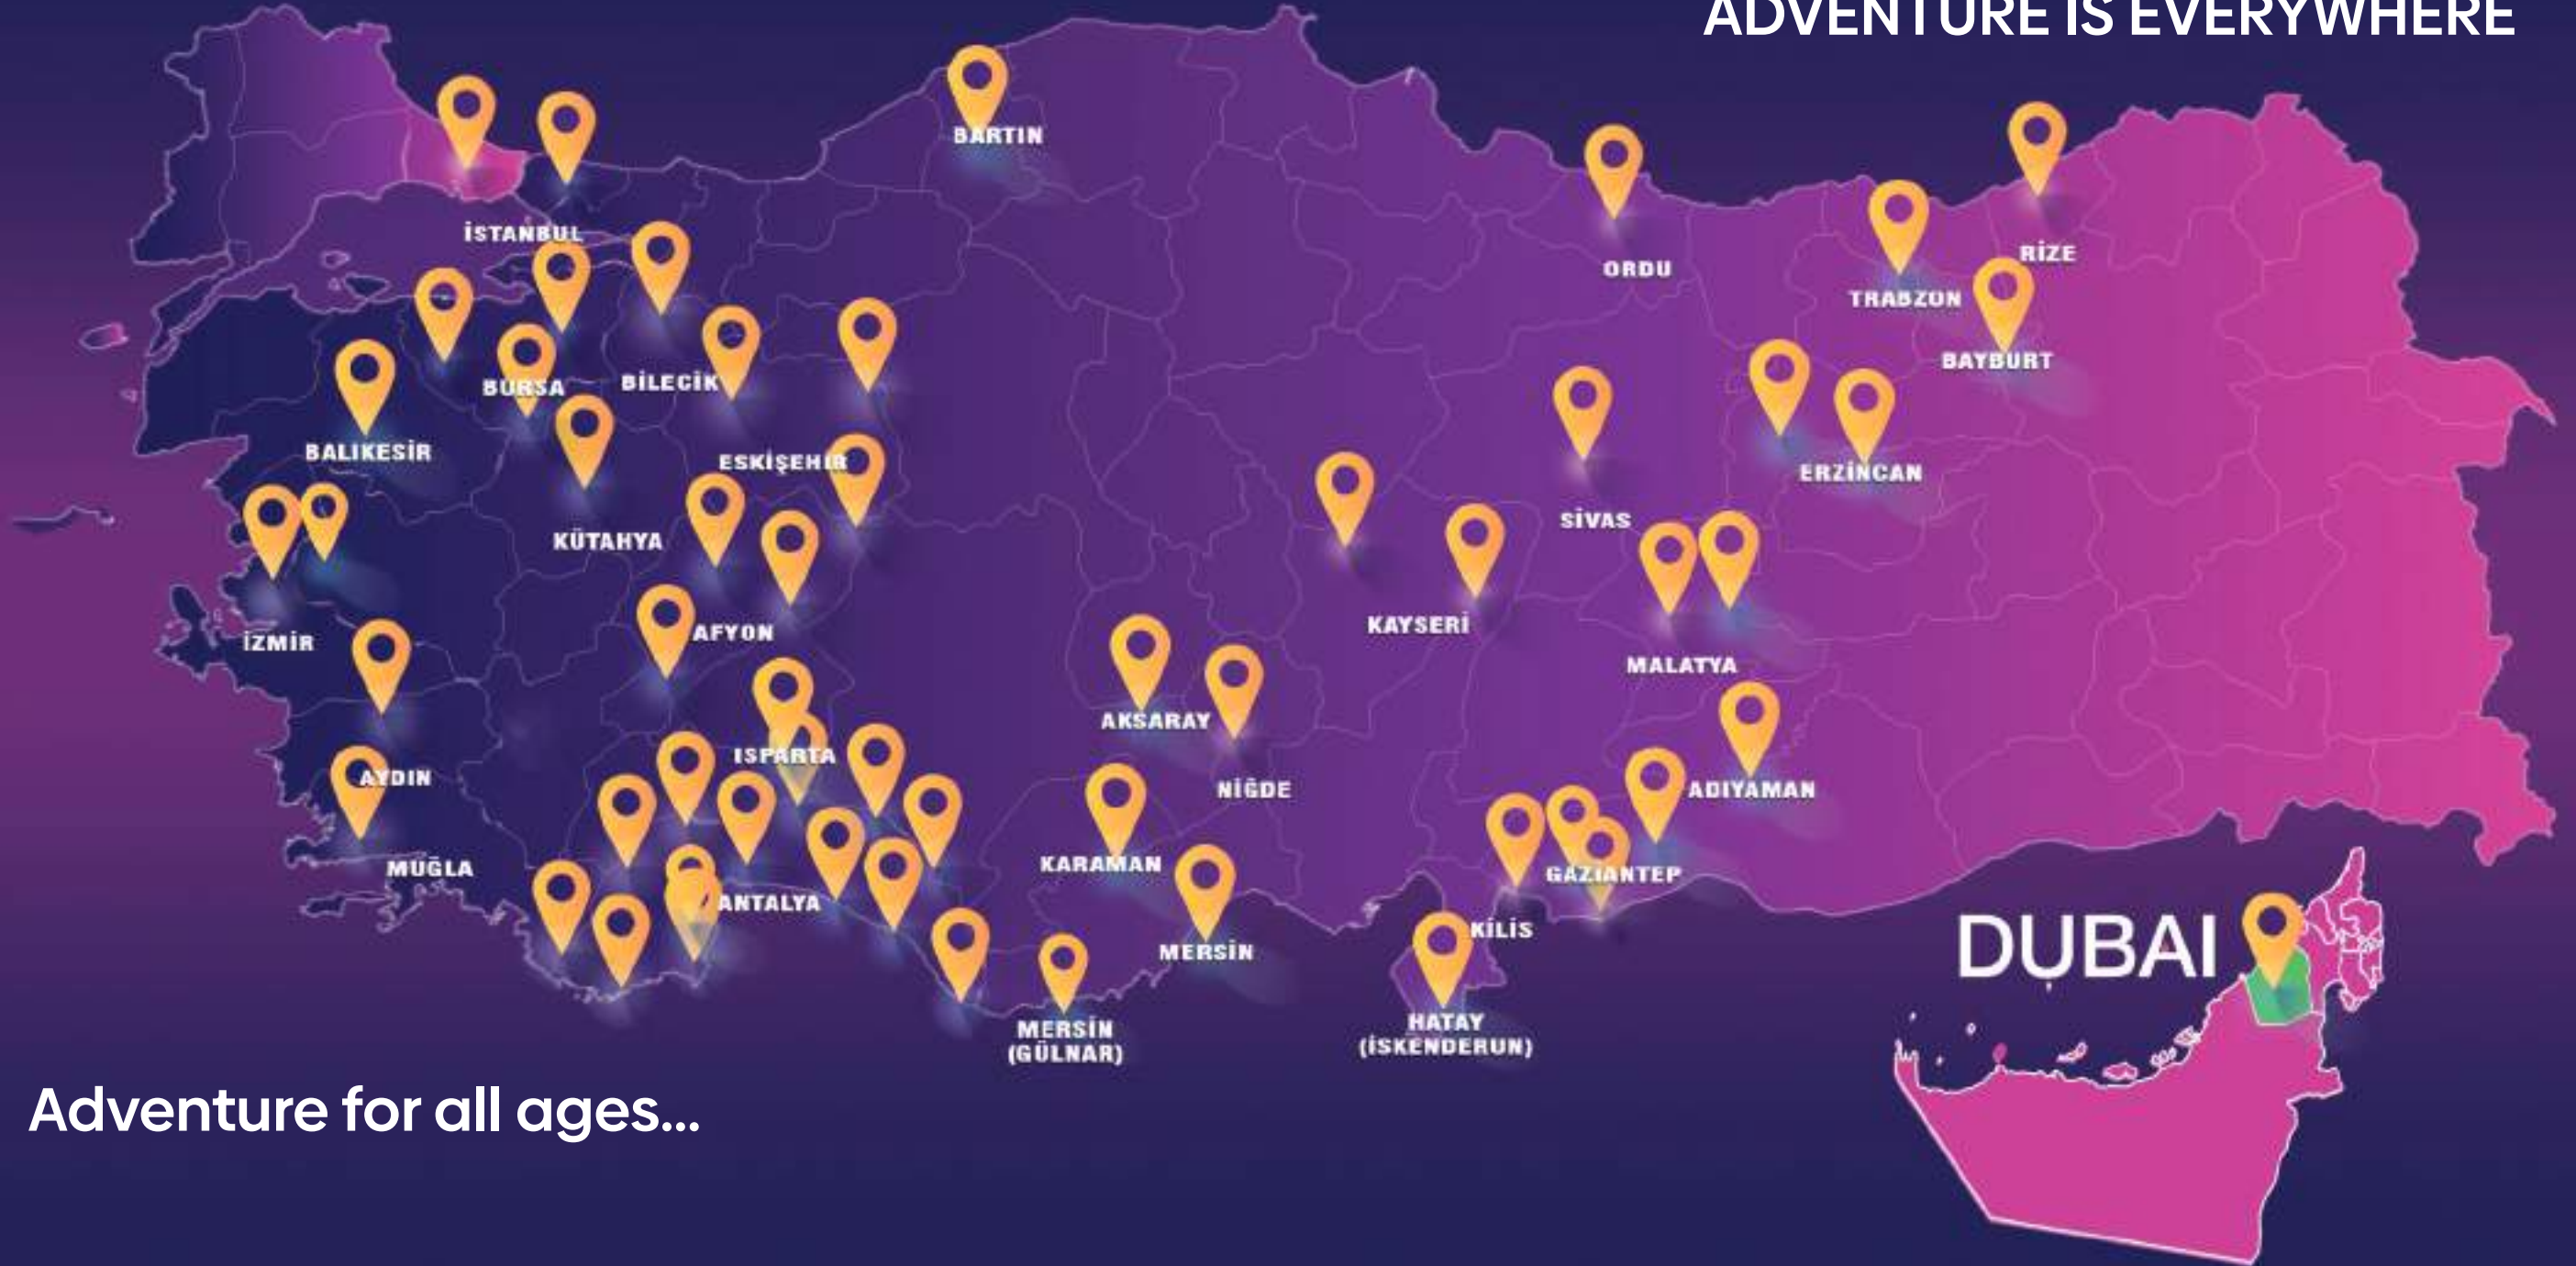 ADVENTURE IS EVERYWHERE
BARTIN
İSTANBUL
RİZE
ORDU
TRABZON
BAYBURT
BİLECİK
BURSA
BALIKESİR
ESKİŞEHİR
ERZİNCAN
SİVAS
KÜTAHYA
KAYSERİ
AFYON
İZMİR
MALATYA
AKSARAY
ISPARTA
AYDIN
NİĞDE
ADIYAMAN
KARAMAN
MUĞLA
GAZİANTEP
ANTALYA
KİLİS
DUBAI
MERSİN
MERSİN
(GÜLNAR)
HATAY
(İSKENDERUN)
Adventure for all ages...